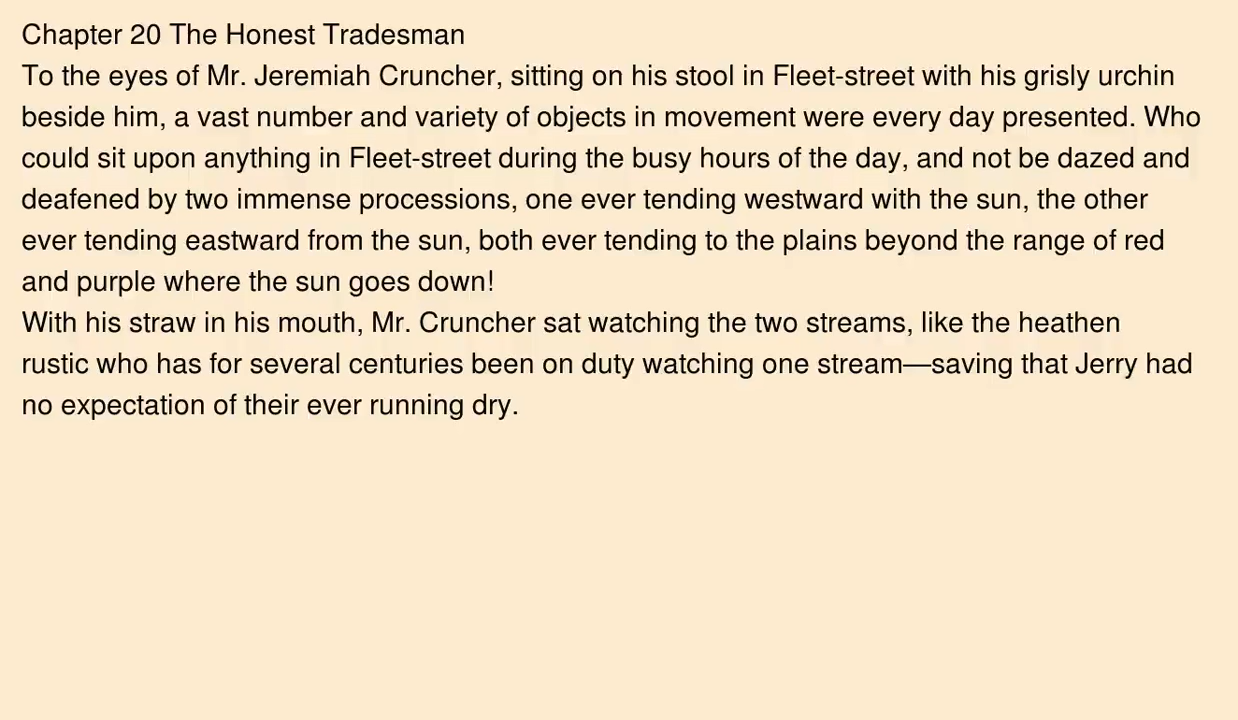 Chapter 20 The Honest Tradesman
To the eyes of Mr. Jeremiah Cruncher, sitting on his stool in Fleet-street with his grisly urchin
beside him, a vast number and variety of objects in movement were every day presented. Who
could sit upon anything in Fleet-street during the busy hours of the day, and not be dazed and
deafened by two immense processions, one ever tending westward with the sun, the other
ever tending eastward from the sun, both ever tending to the plains beyond the range of red
and purple where the sun goes down!
With his straw in his mouth, Mr. Cruncher sat watching the two streams, like the heathen
rustic who has for several centuries been on duty watching one stream—saving that Jerry had
no expectation of their ever running dry.